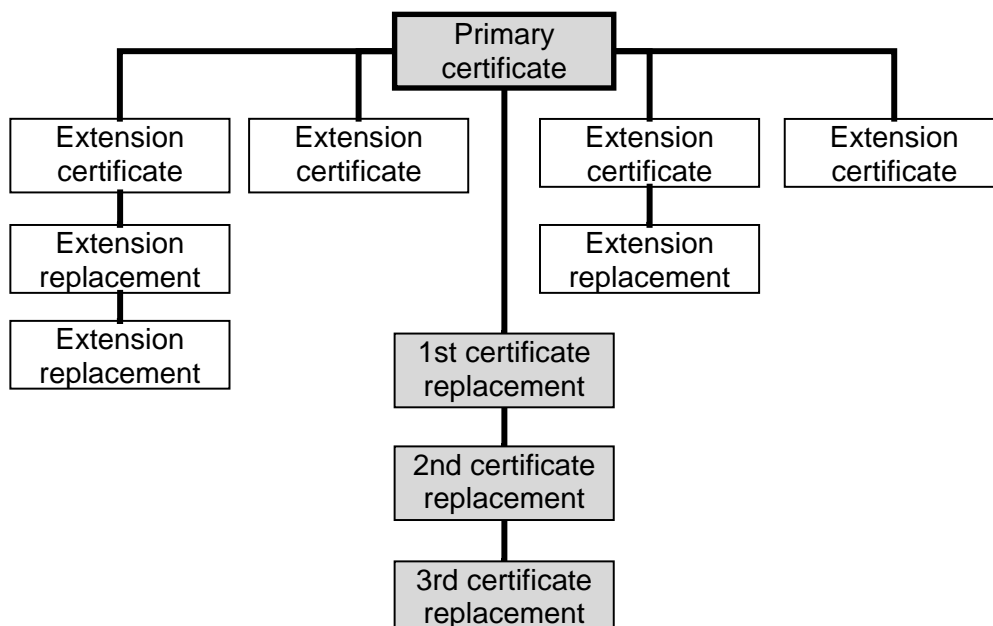 Primary
certificate
Extension
certificate
Extension
certificate
Extension
certificate
Extension
certificate
Extension
replacement
Extension
replacement
Extension
replacement
1st certificate
replacement
2nd certificate
replacement
3rd certificate
replacement